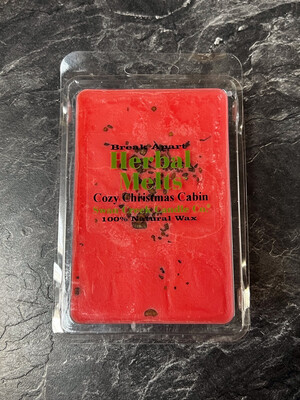 Break Apart
Herbal
Melts
Cozy Christmas Cabin
100% Natural Wax